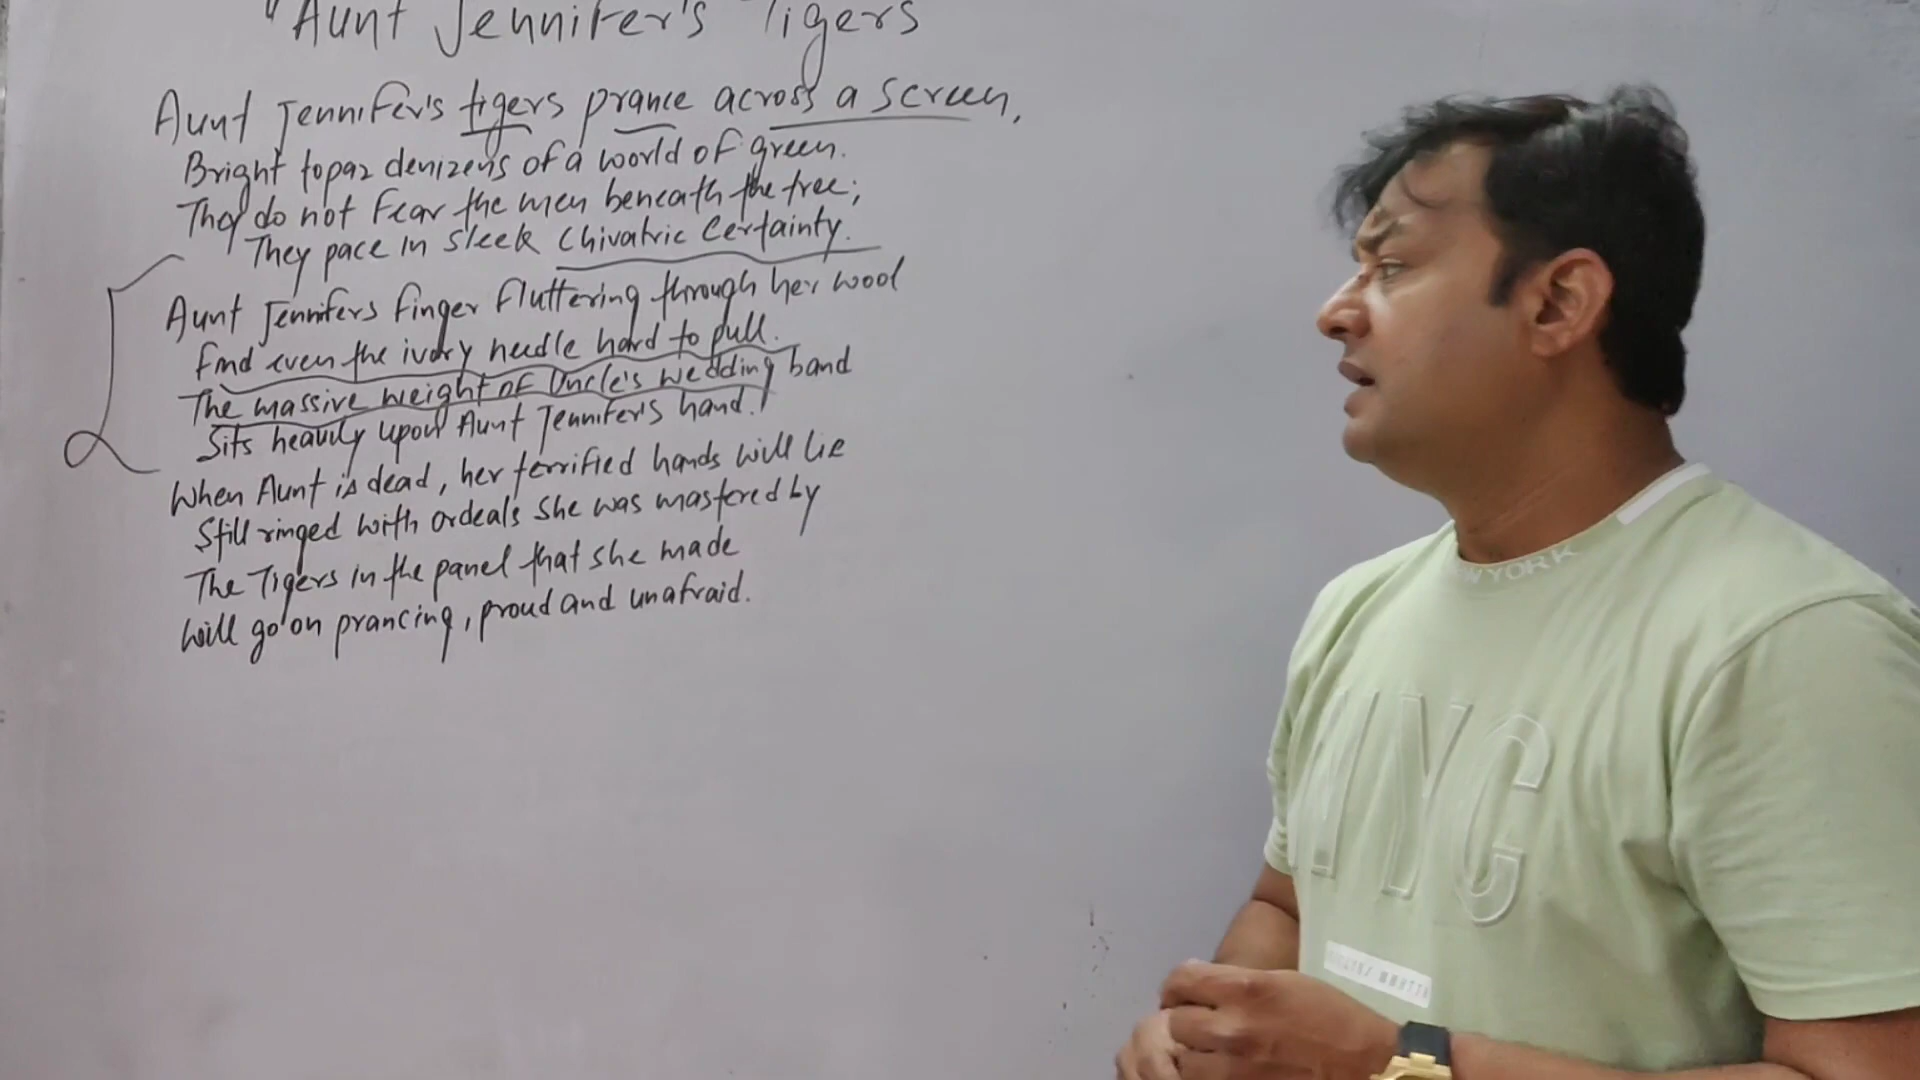 "Aunt Jennifer's Tigers
Aunt Jennifer's tigers prance across a screen,
Bright topaz denizens of a world of green.
They do not fear the men beneath the tree;
They pace in sleek chivalric certainty.
Aunt Jennifer's finger fluttering through her wool
Find even the ivory needle hard to pull.
The massive weight of Uncle's wedding band
Sits heavily upon Aunt Jennifer's hand.
When Aunt is dead, her terrified hands will lie
Still ringed with ordeals she was mastered by
The Tigers in the panel that she made
will go on prancing, proud and unafraid.
EW YORK
NYC